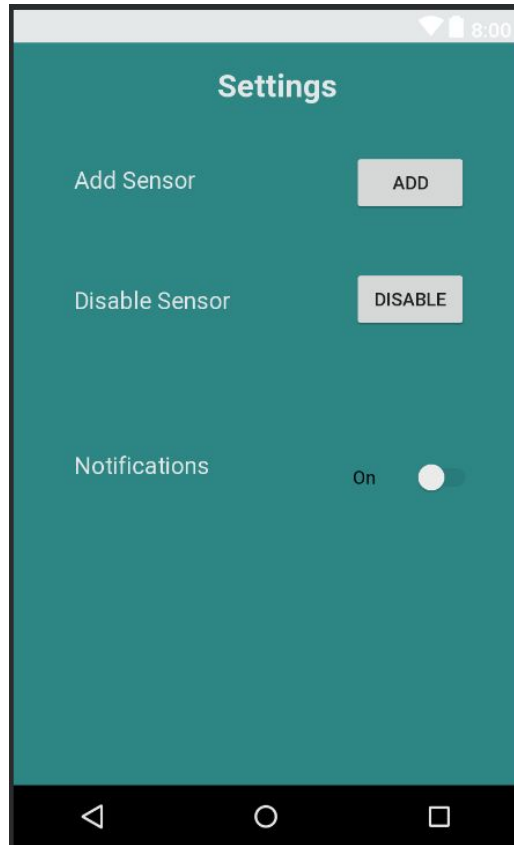 8:00
Settings
Add Sensor
ADD
Disable Sensor
DISABLE
Notifications
On